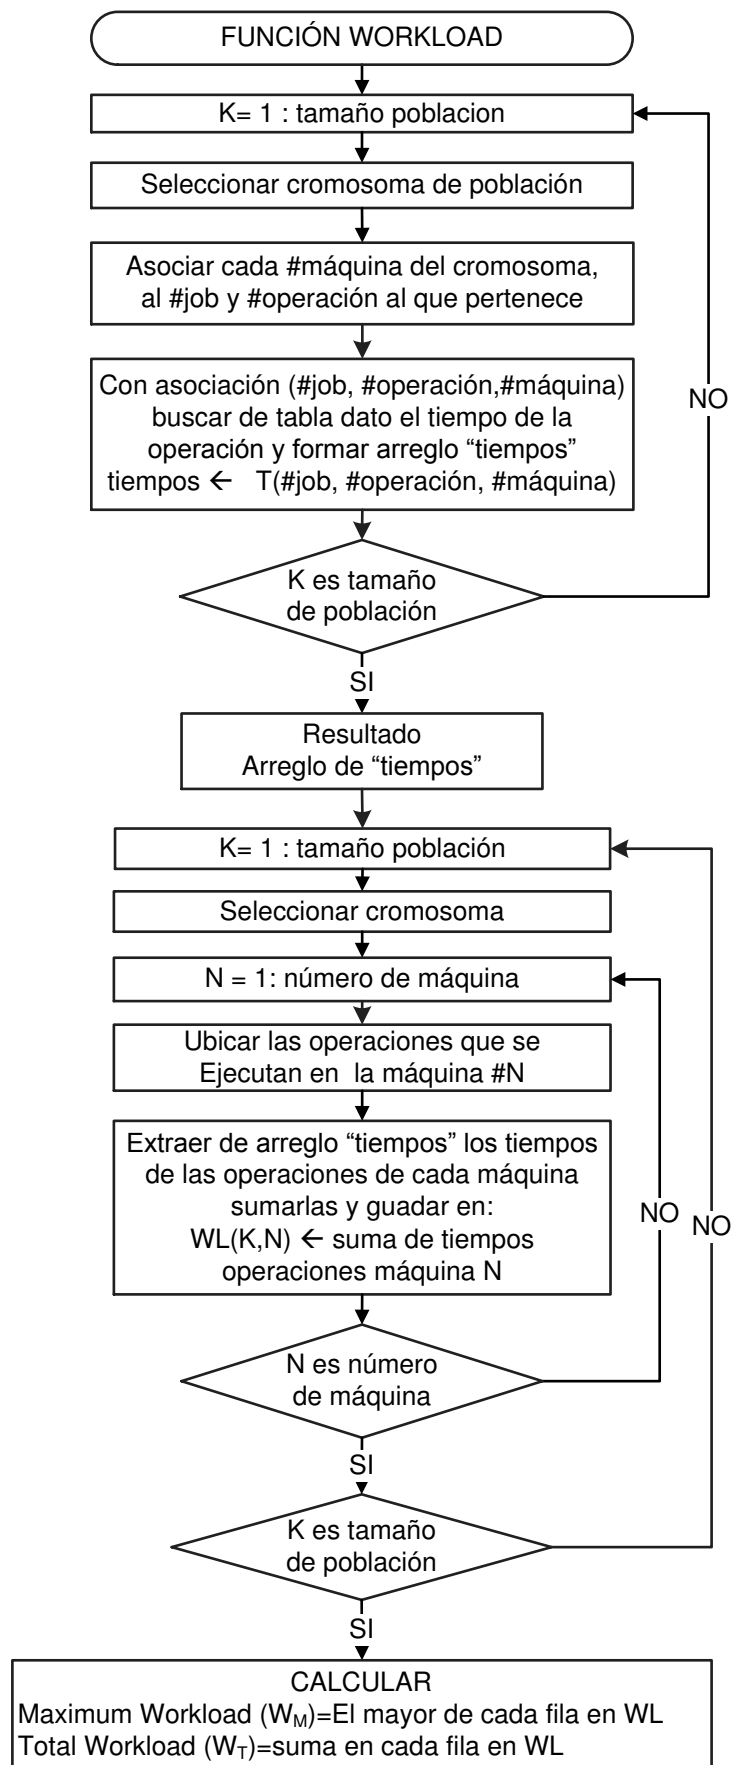 FUNCIÓN WORKLOAD
K= 1 : tamaño poblacion
Seleccionar cromosoma de población
Asociar cada #máquina del cromosoma,
al #job y #operación al que pertenece
Con asociación (#job, #operación,#máquina)
buscar de tabla dato el tiempo de la
operación y formar arreglo “tiempos”
tiempos ← T(#job, #operación, #máquina)
NO
K es tamaño
de población
SI
Resultado
Arreglo de “tiempos”
K= 1 : tamaño población
Seleccionar cromosoma
N = 1: número de máquina
Ubicar las operaciones que se
Ejecutan en la máquina #N
Extraer de arreglo “tiempos” los tiempos
de las operaciones de cada máquina
sumarlas y guadar en:
WL(K,N) ← suma de tiempos
operaciones máquina N
NO
NO
N es número
de máquina
SI
K es tamaño
de población
SI
CALCULAR
Maximum Workload (W_M)=El mayor de cada fila en WL
Total Workload (W_T)=suma en cada fila en WL